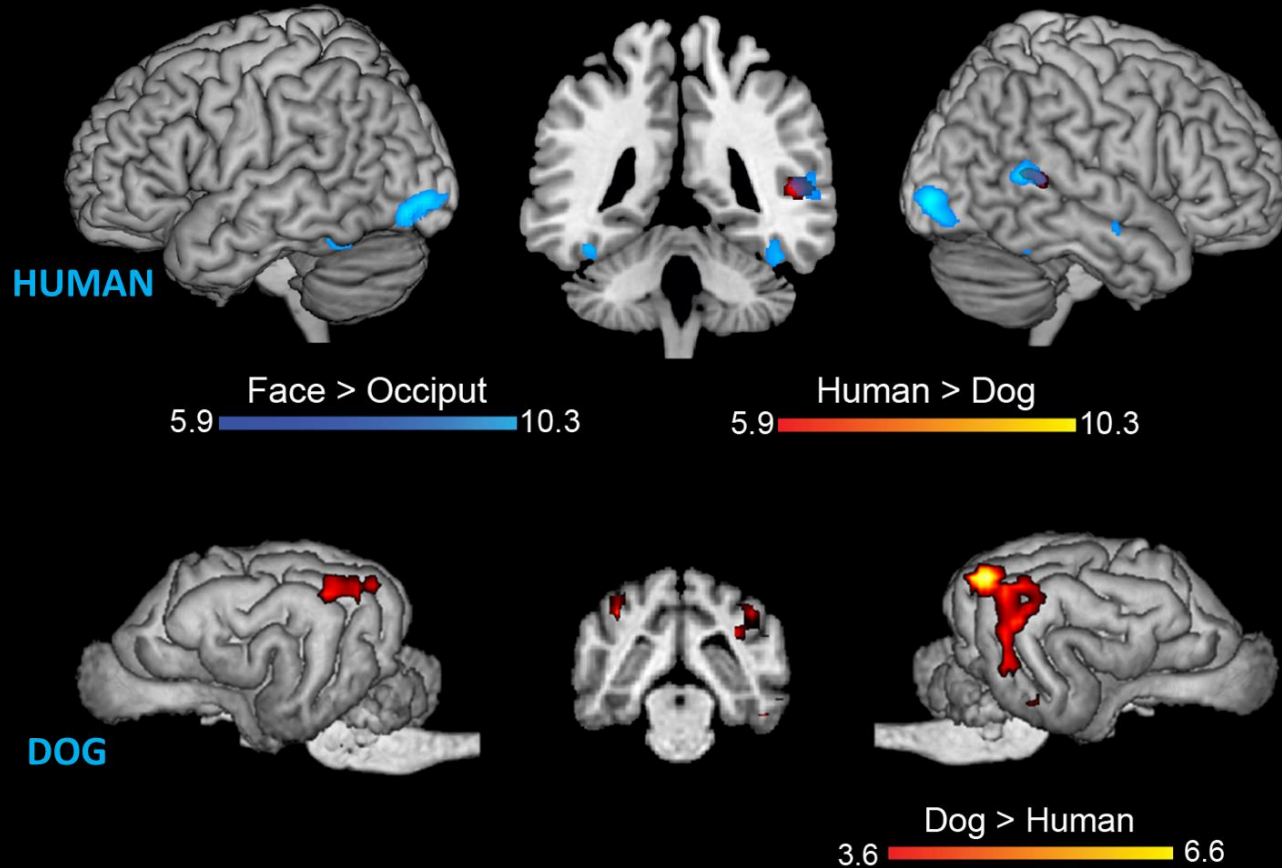 HUMAN
Face > Occiput
5.9 10.3
Human > Dog
5.9 10.3
DOG
Dog > Human
3.6 6.6